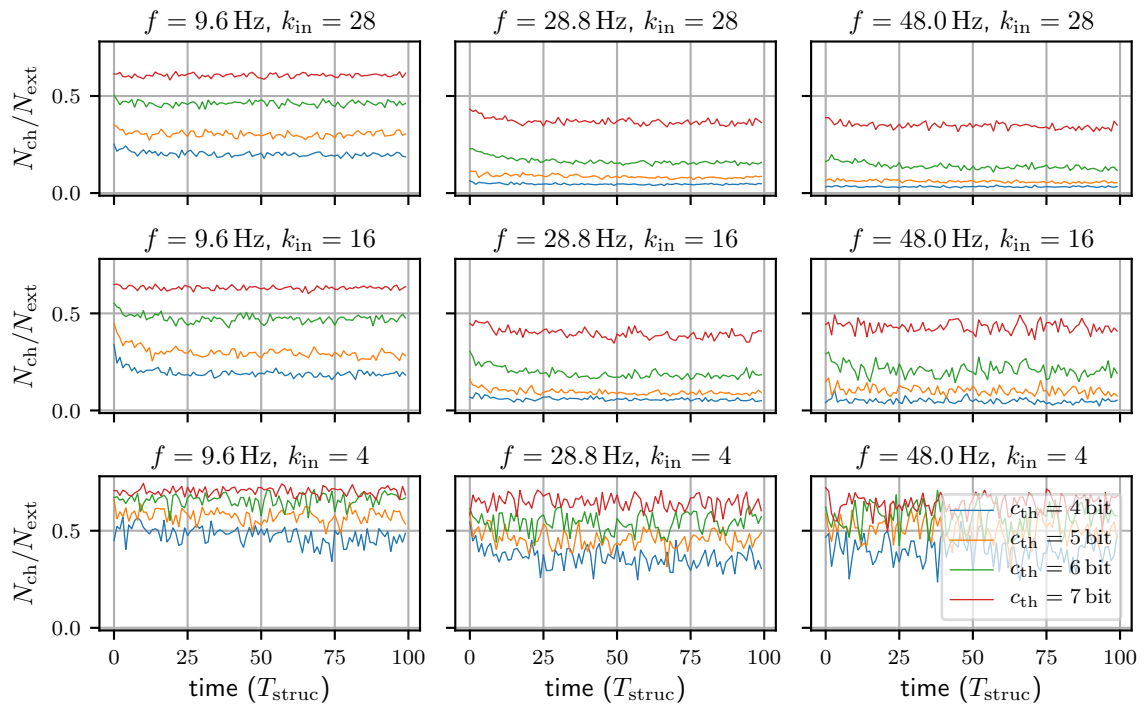 f = 9.6 Hz, k_in = 28
f = 28.8 Hz, k_in = 28
f = 48.0 Hz, k_in = 28
N_ch/N_ext
0.5
0.0
f = 9.6 Hz, k_in = 16
f = 28.8 Hz, k_in = 16
f = 48.0 Hz, k_in = 16
N_ch/N_ext
0.5
0.0
f = 9.6 Hz, k_in = 4
f = 28.8 Hz, k_in = 4
f = 48.0 Hz, k_in = 4
N_ch/N_ext
0.5
0.0
c_th = 4 bit
c_th = 5 bit
c_th = 6 bit
c_th = 7 bit
0 25 50 75 100
0 25 50 75 100
0 25 50 75 100
time (T_struc)
time (T_struc)
time (T_struc)